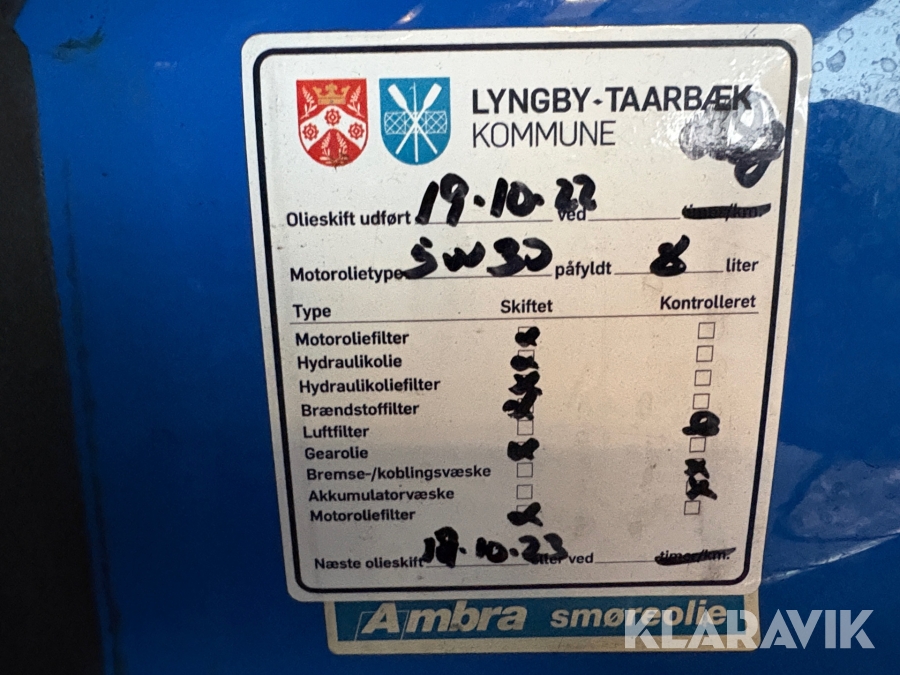 LYNGBY-TAARBÆK
KOMMUNE
Olieskift udført 19.10.22 ved timer/km.
Motorolietype 5W30 påfyldt 8 liter
Type Skiftet Kontrolleret
Motoroliefilter
Hydraulikolie
Hydraulikoliefilter
Brændstoffilter
Luftfilter
Gearolie
Bremse-/koblingsvæske
Akkumulatorvæske
Motoroliefilter
Næste olieskift 18.10.23 eller ved timer/km.
Ambra smøreolie
KLARAVIK